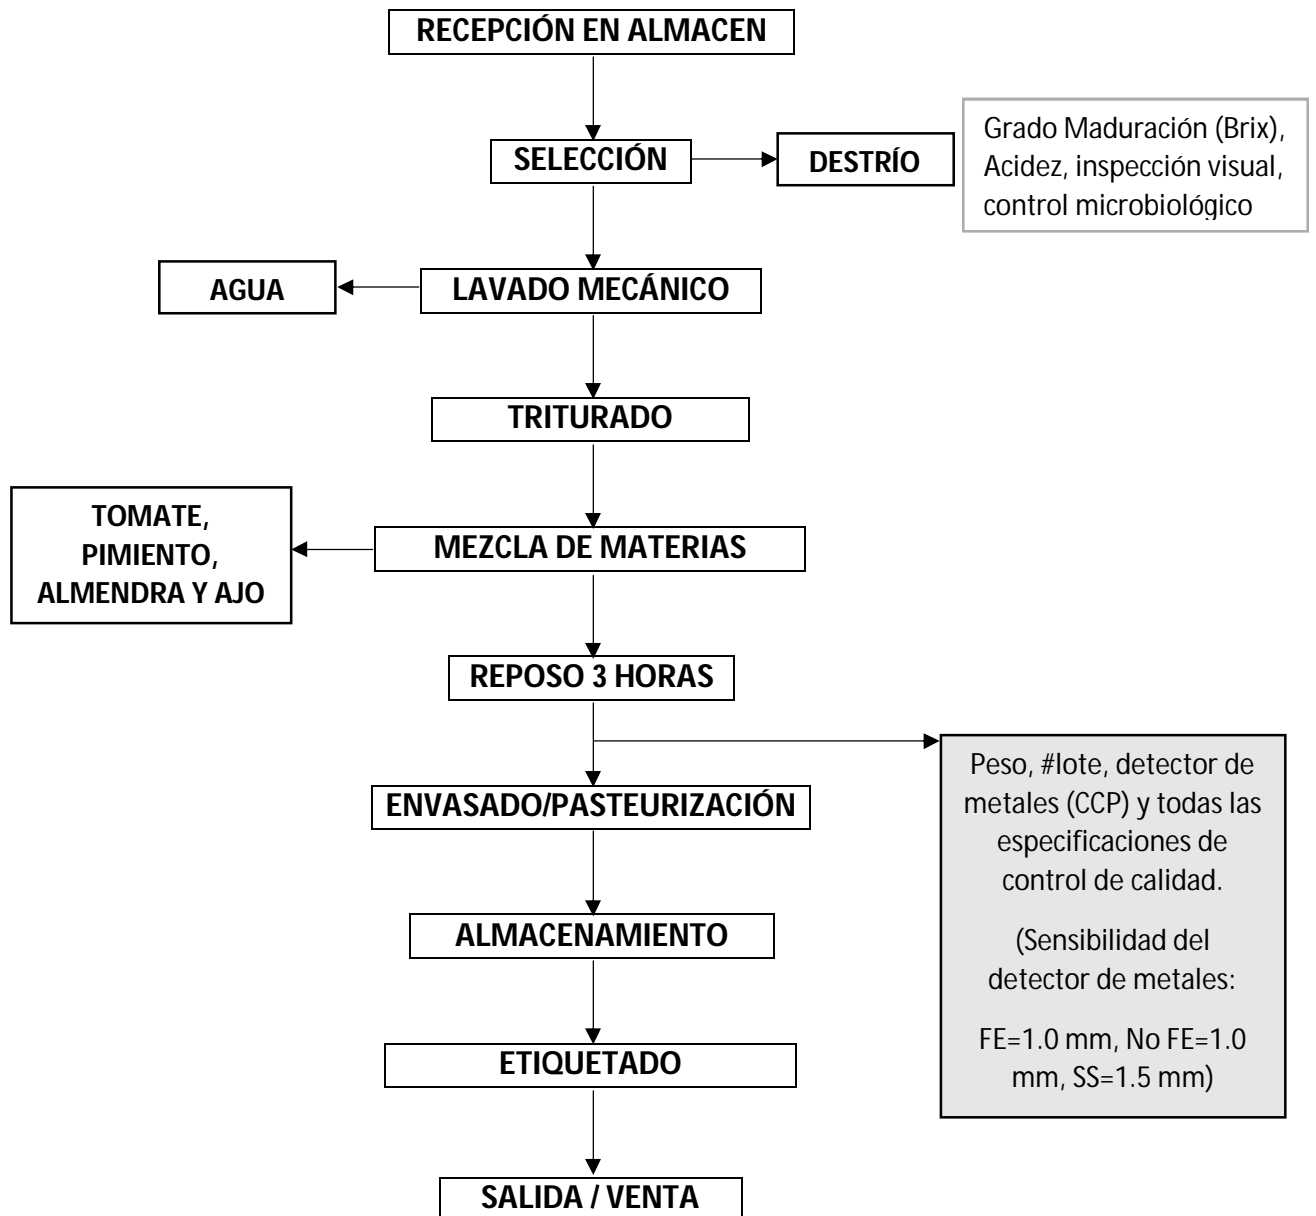 RECEPCIÓN EN ALMACEN
SELECCIÓN
DESTRÍO
Grado Maduración (Brix),
Acidez, inspección visual,
control microbiológico
AGUA
LAVADO MECÁNICO
TRITURADO
TOMATE,
PIMIENTO,
ALMENDRA Y AJO
MEZCLA DE MATERIAS
REPOSO 3 HORAS
Peso, #lote, detector de
metales (CCP) y todas las
especificaciones de
control de calidad.
(Sensibilidad del
detector de metales:
FE=1.0 mm, No FE=1.0
mm, SS=1.5 mm)
ENVASADO/PASTEURIZACIÓN
ALMACENAMIENTO
ETIQUETADO
SALIDA / VENTA